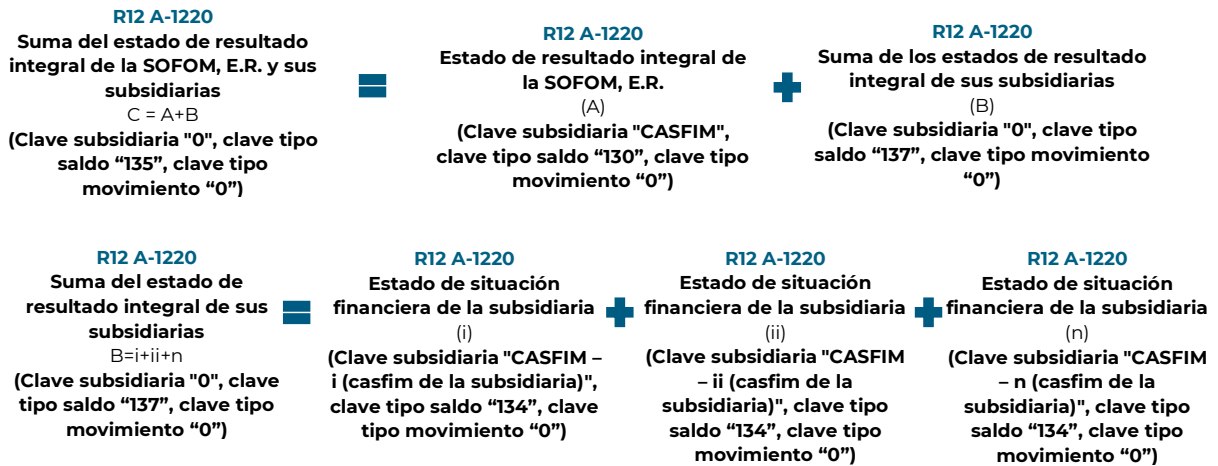 R12 A-1220
Suma del estado de resultado
integral de la SOFOM, E.R. y sus
subsidiarias
C = A+B
(Clave subsidiaria "0", clave tipo
saldo “135”, clave tipo
movimiento “0”)
R12 A-1220
Estado de resultado integral de
la SOFOM, E.R.
(A)
(Clave subsidiaria "CASFIM",
clave tipo saldo “130”, clave tipo
movimiento “0”)
R12 A-1220
Suma de los estados de resultado
integral de sus subsidiarias
(B)
(Clave subsidiaria "0", clave tipo
saldo “137”, clave tipo movimiento
“0”)
R12 A-1220
Suma del estado de
resultado integral de sus
subsidiarias
B=i+ii+n
(Clave subsidiaria "0", clave
tipo saldo “137”, clave tipo
movimiento “0”)
R12 A-1220
Estado de situación
financiera de la subsidiaria
(i)
(Clave subsidiaria "CASFIM –
i (casfim de la subsidiaria)",
clave tipo saldo “134”, clave
tipo movimiento “0”)
R12 A-1220
Estado de situación
financiera de la subsidiaria
(ii)
(Clave subsidiaria "CASFIM
– ii (casfim de la
subsidiaria)", clave tipo
saldo “134”, clave tipo
movimiento “0”)
R12 A-1220
Estado de situación
financiera de la subsidiaria
(n)
(Clave subsidiaria "CASFIM
– n (casfim de la
subsidiaria)", clave tipo
saldo “134”, clave tipo
movimiento “0”)